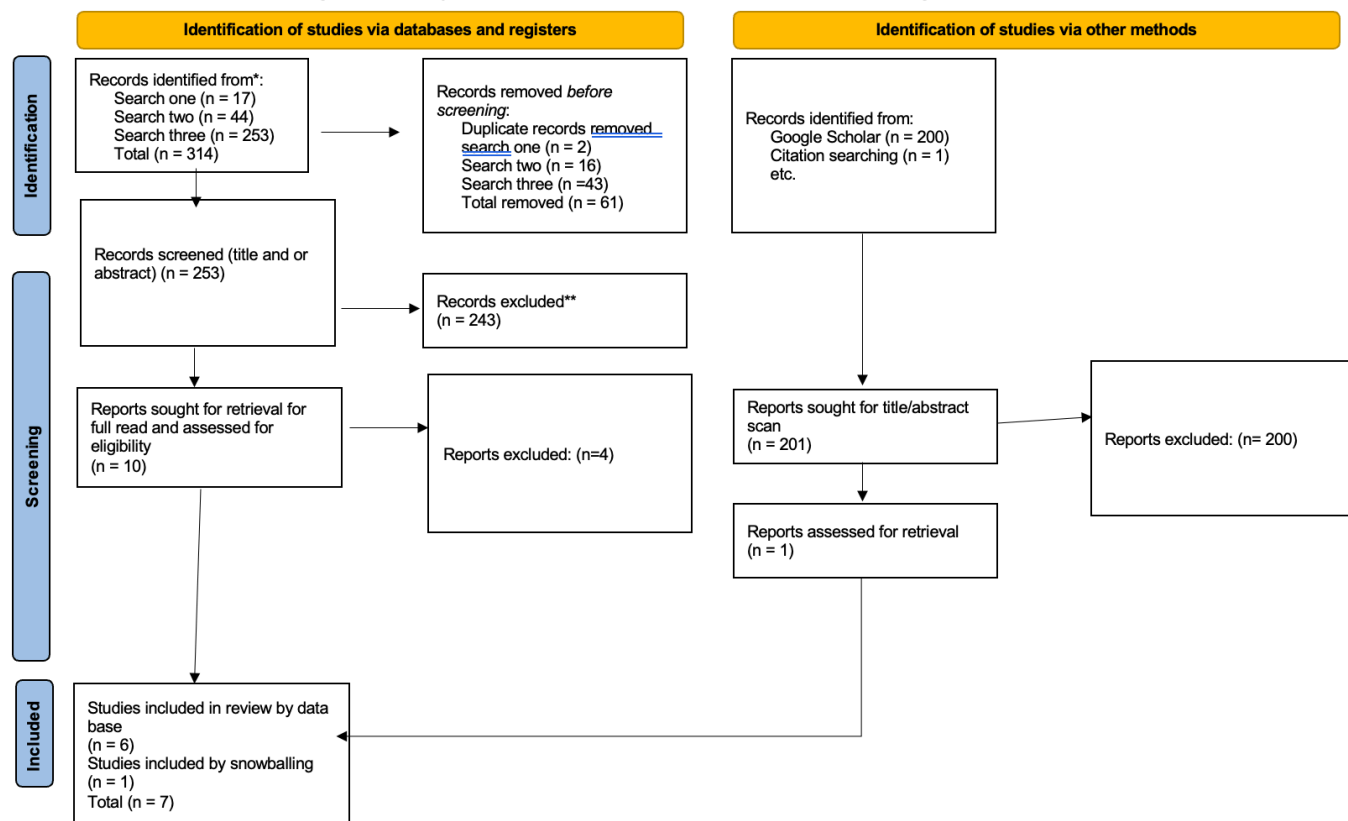 Identification of studies via databases and registers
Identification of studies via other methods
Identification
Records identified from*:
Search one (n = 17)
Search two (n = 44)
Search three (n = 253)
Total (n = 314)
Records removed before
screening:
Duplicate records removed
search one (n = 2)
Search two (n = 16)
Search three (n =43)
Total removed (n = 61)
Records identified from:
Google Scholar (n = 200)
Citation searching (n = 1)
etc.
Records screened (title and or
abstract) (n = 253)
Screening
Records excluded**
(n = 243)
Reports sought for retrieval for
full read and assessed for
eligibility
(n = 10)
Reports excluded: (n=4)
Reports sought for title/abstract
scan
(n = 201)
Reports excluded: (n= 200)
Reports assessed for retrieval
(n = 1)
Included
Studies included in review by data
base
(n = 6)
Studies included by snowballing
(n = 1)
Total (n = 7)